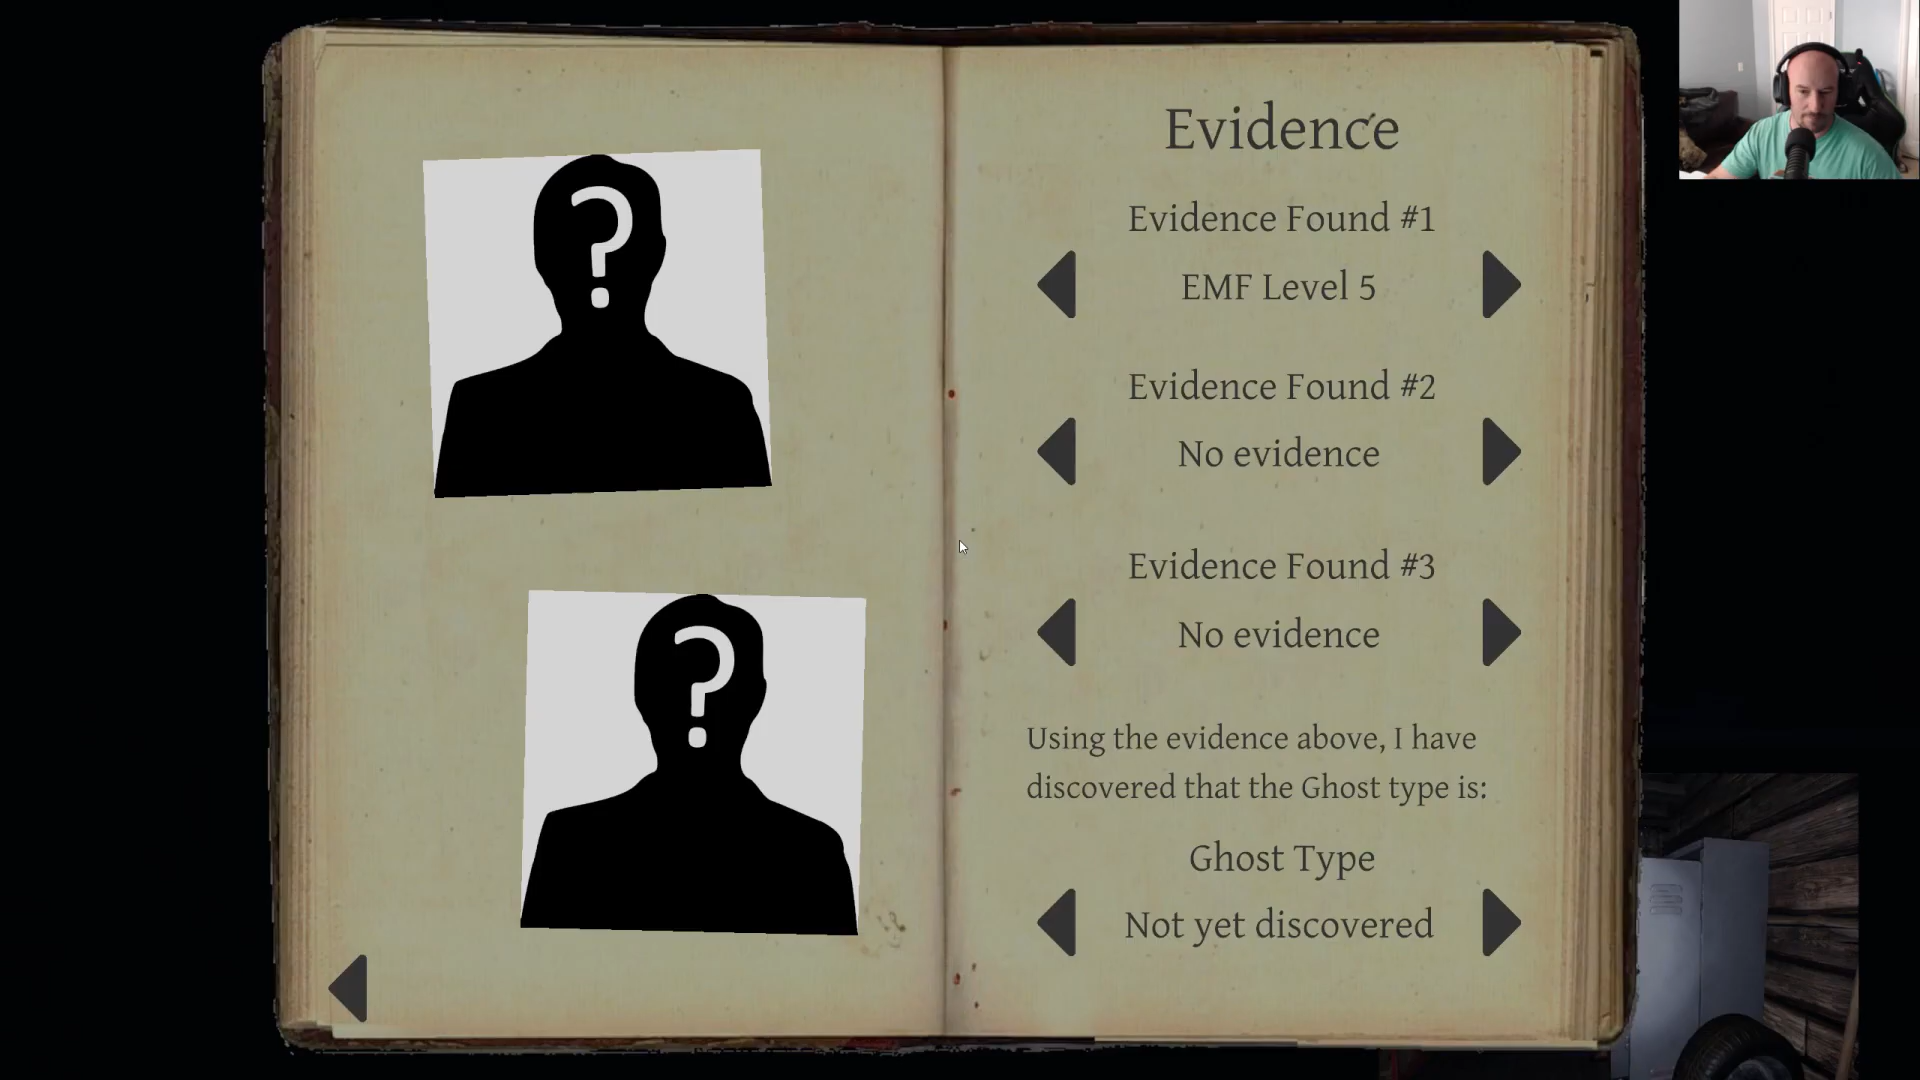 ?
?
Evidence
Evidence Found #1
EMF Level 5
Evidence Found #2
No evidence
Evidence Found #3
No evidence
Using the evidence above, I have
discovered that the Ghost type is:
Ghost Type
Not yet discovered